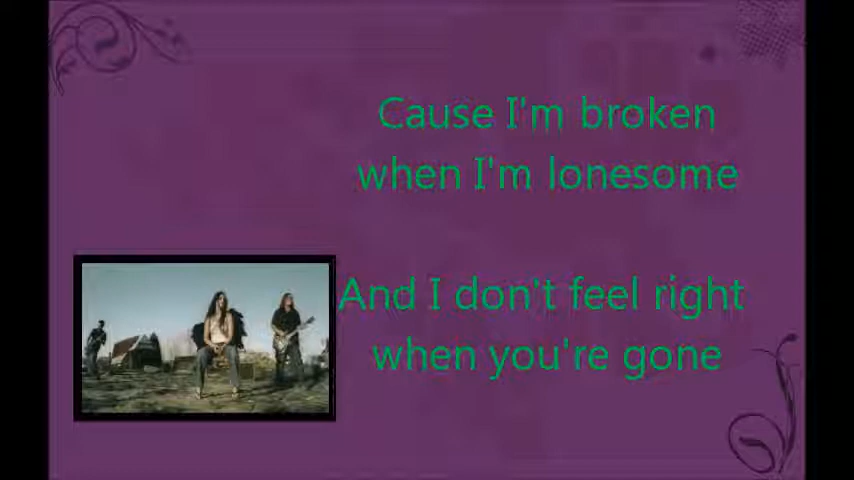 Cause I'm broken
when I'm lonesome
And I don't feel right
when you're gone